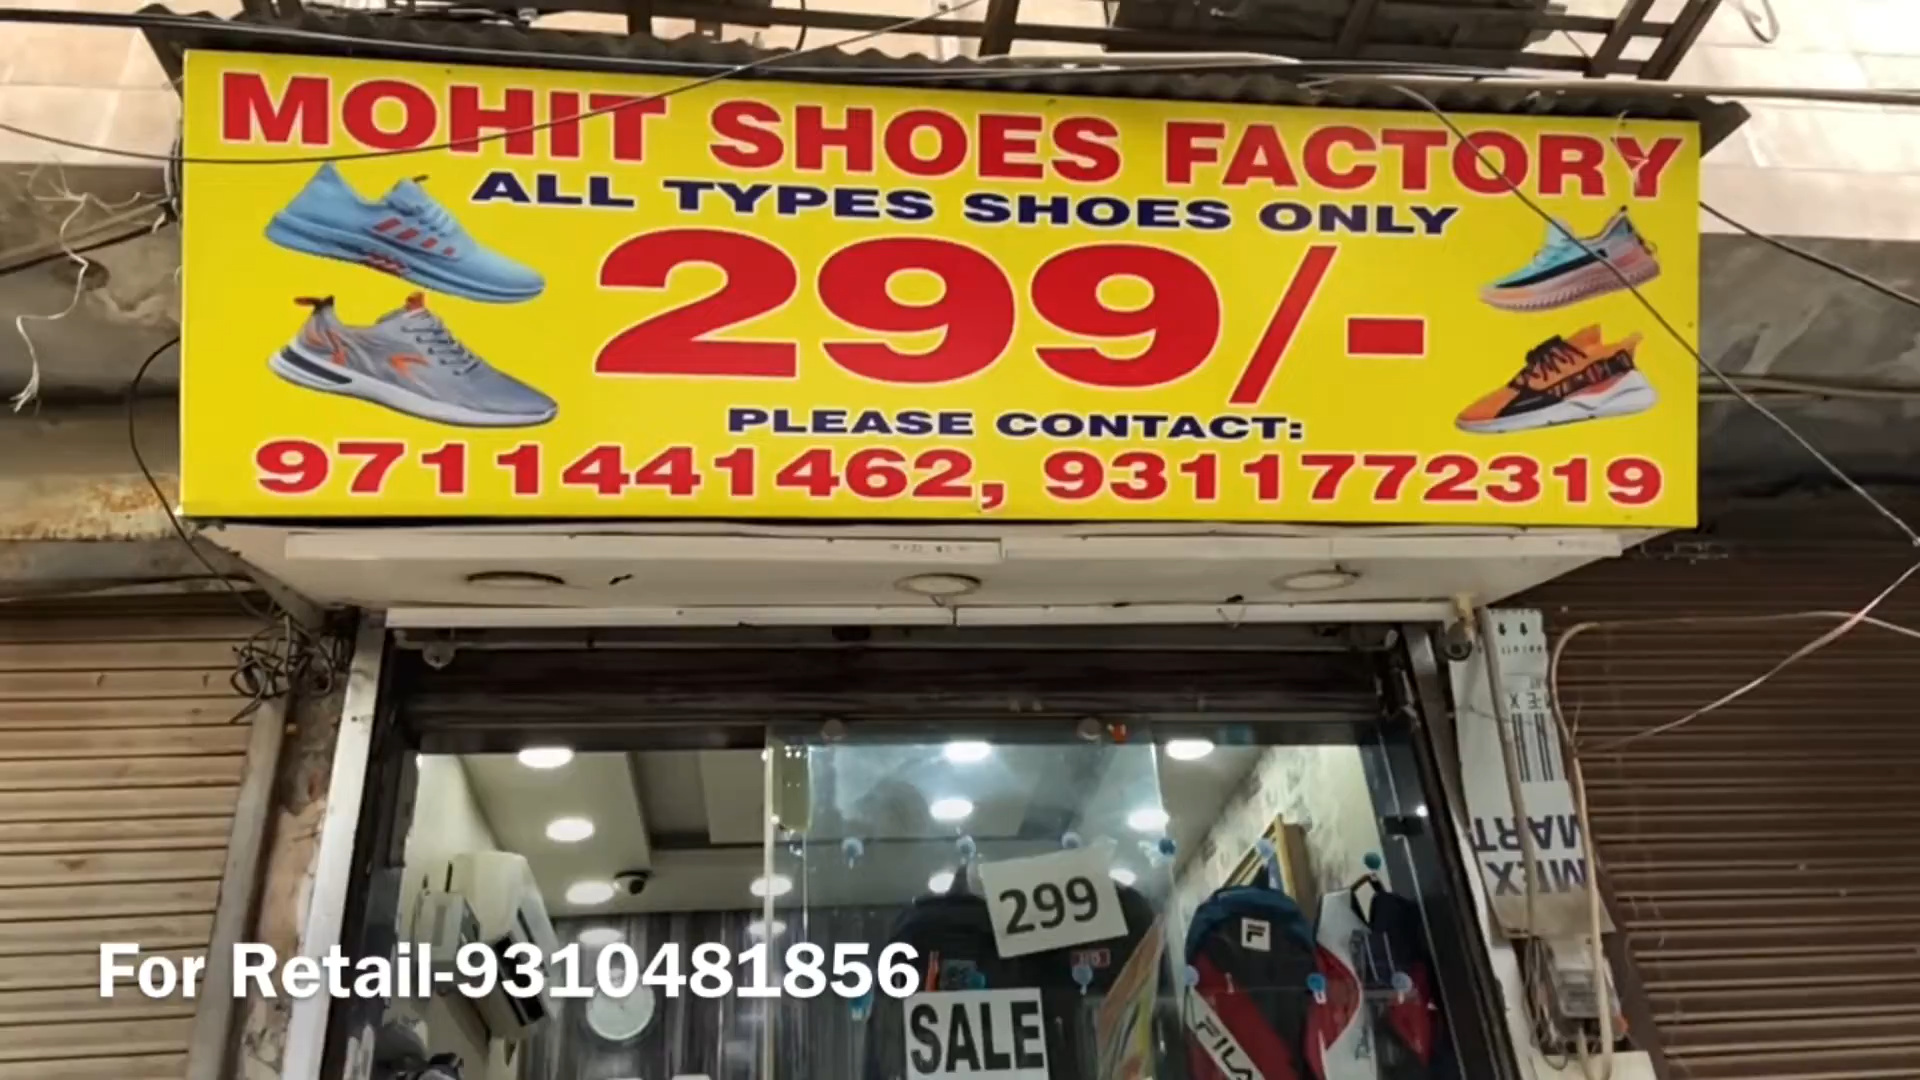 MOHIT SHOES FACTORY
ALL TYPES SHOES ONLY
299/-
PLEASE CONTACT:
9711441462, 9311772319
299
For Retail-9310481856
SALE
FILA
MART